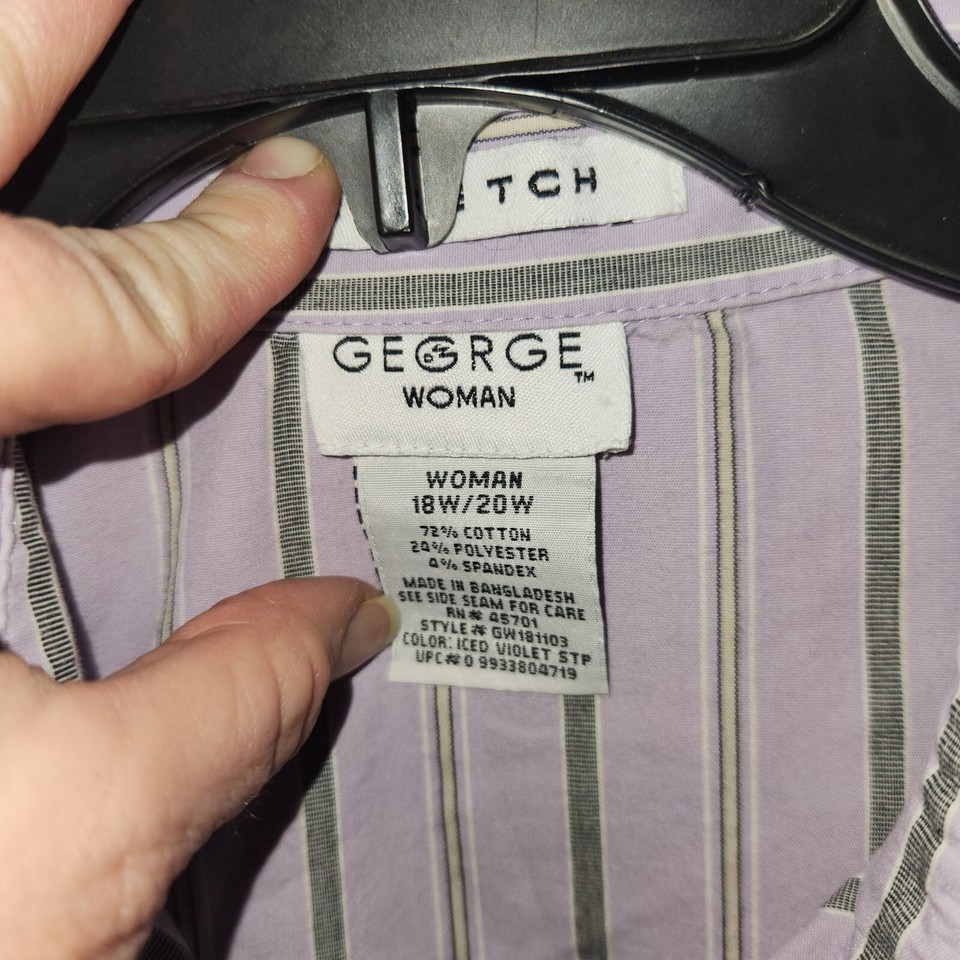 TCH
GEORGE
TM
WOMAN
WOMAN
18W/20W
72% COTTON
24% POLYESTER
4% SPANDEX
MADE IN BANGLADESH
SEE SIDE SEAM FOR CARE
RN# 45701
STYLE# GW181103
COLOR: ICED VIOLET STP
UPC# 0 9933804719